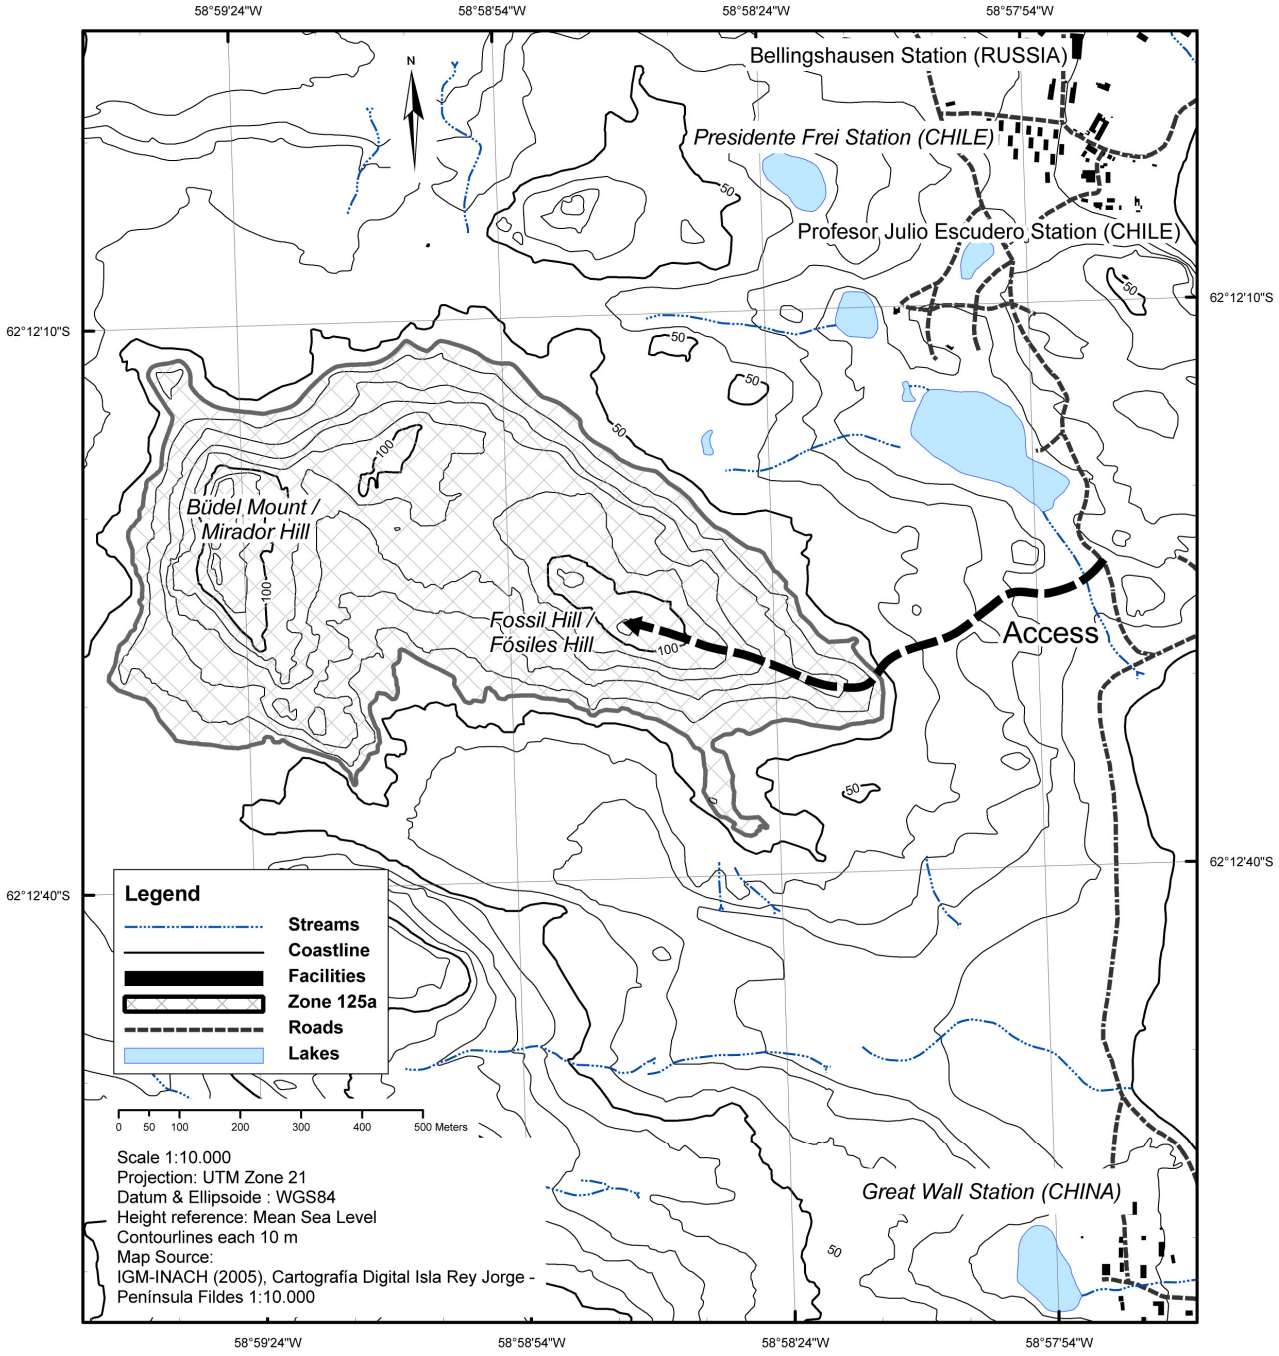 58°59'24"W
58°58'54"W
58°58'24"W
58°57'54"W
Bellingshausen Station (RUSSIA)
N
Presidente Frei Station (CHILE)
50
Profesor Julio Escudero Station (CHILE)
50
62°12'10"S
62°12'10"S
50
50
50
100
Büdel Mount /
Mirador Hill
100
Fossil Hill /
Fósiles Hill
100
Access
50
62°12'40"S
62°12'40"S
Legend
Streams
Coastline
Facilities
Zone 125a
Roads
Lakes
0 50 100 200 300 400 500 Meters
Scale 1:10.000
Projection: UTM Zone 21
Datum & Ellipsoide : WGS84
Height reference: Mean Sea Level
Contourlines each 10 m
Map Source:
IGM-INACH (2005), Cartografía Digital Isla Rey Jorge -
Península Fildes 1:10.000
Great Wall Station (CHINA)
50
58°59'24"W
58°58'54"W
58°58'24"W
58°57'54"W